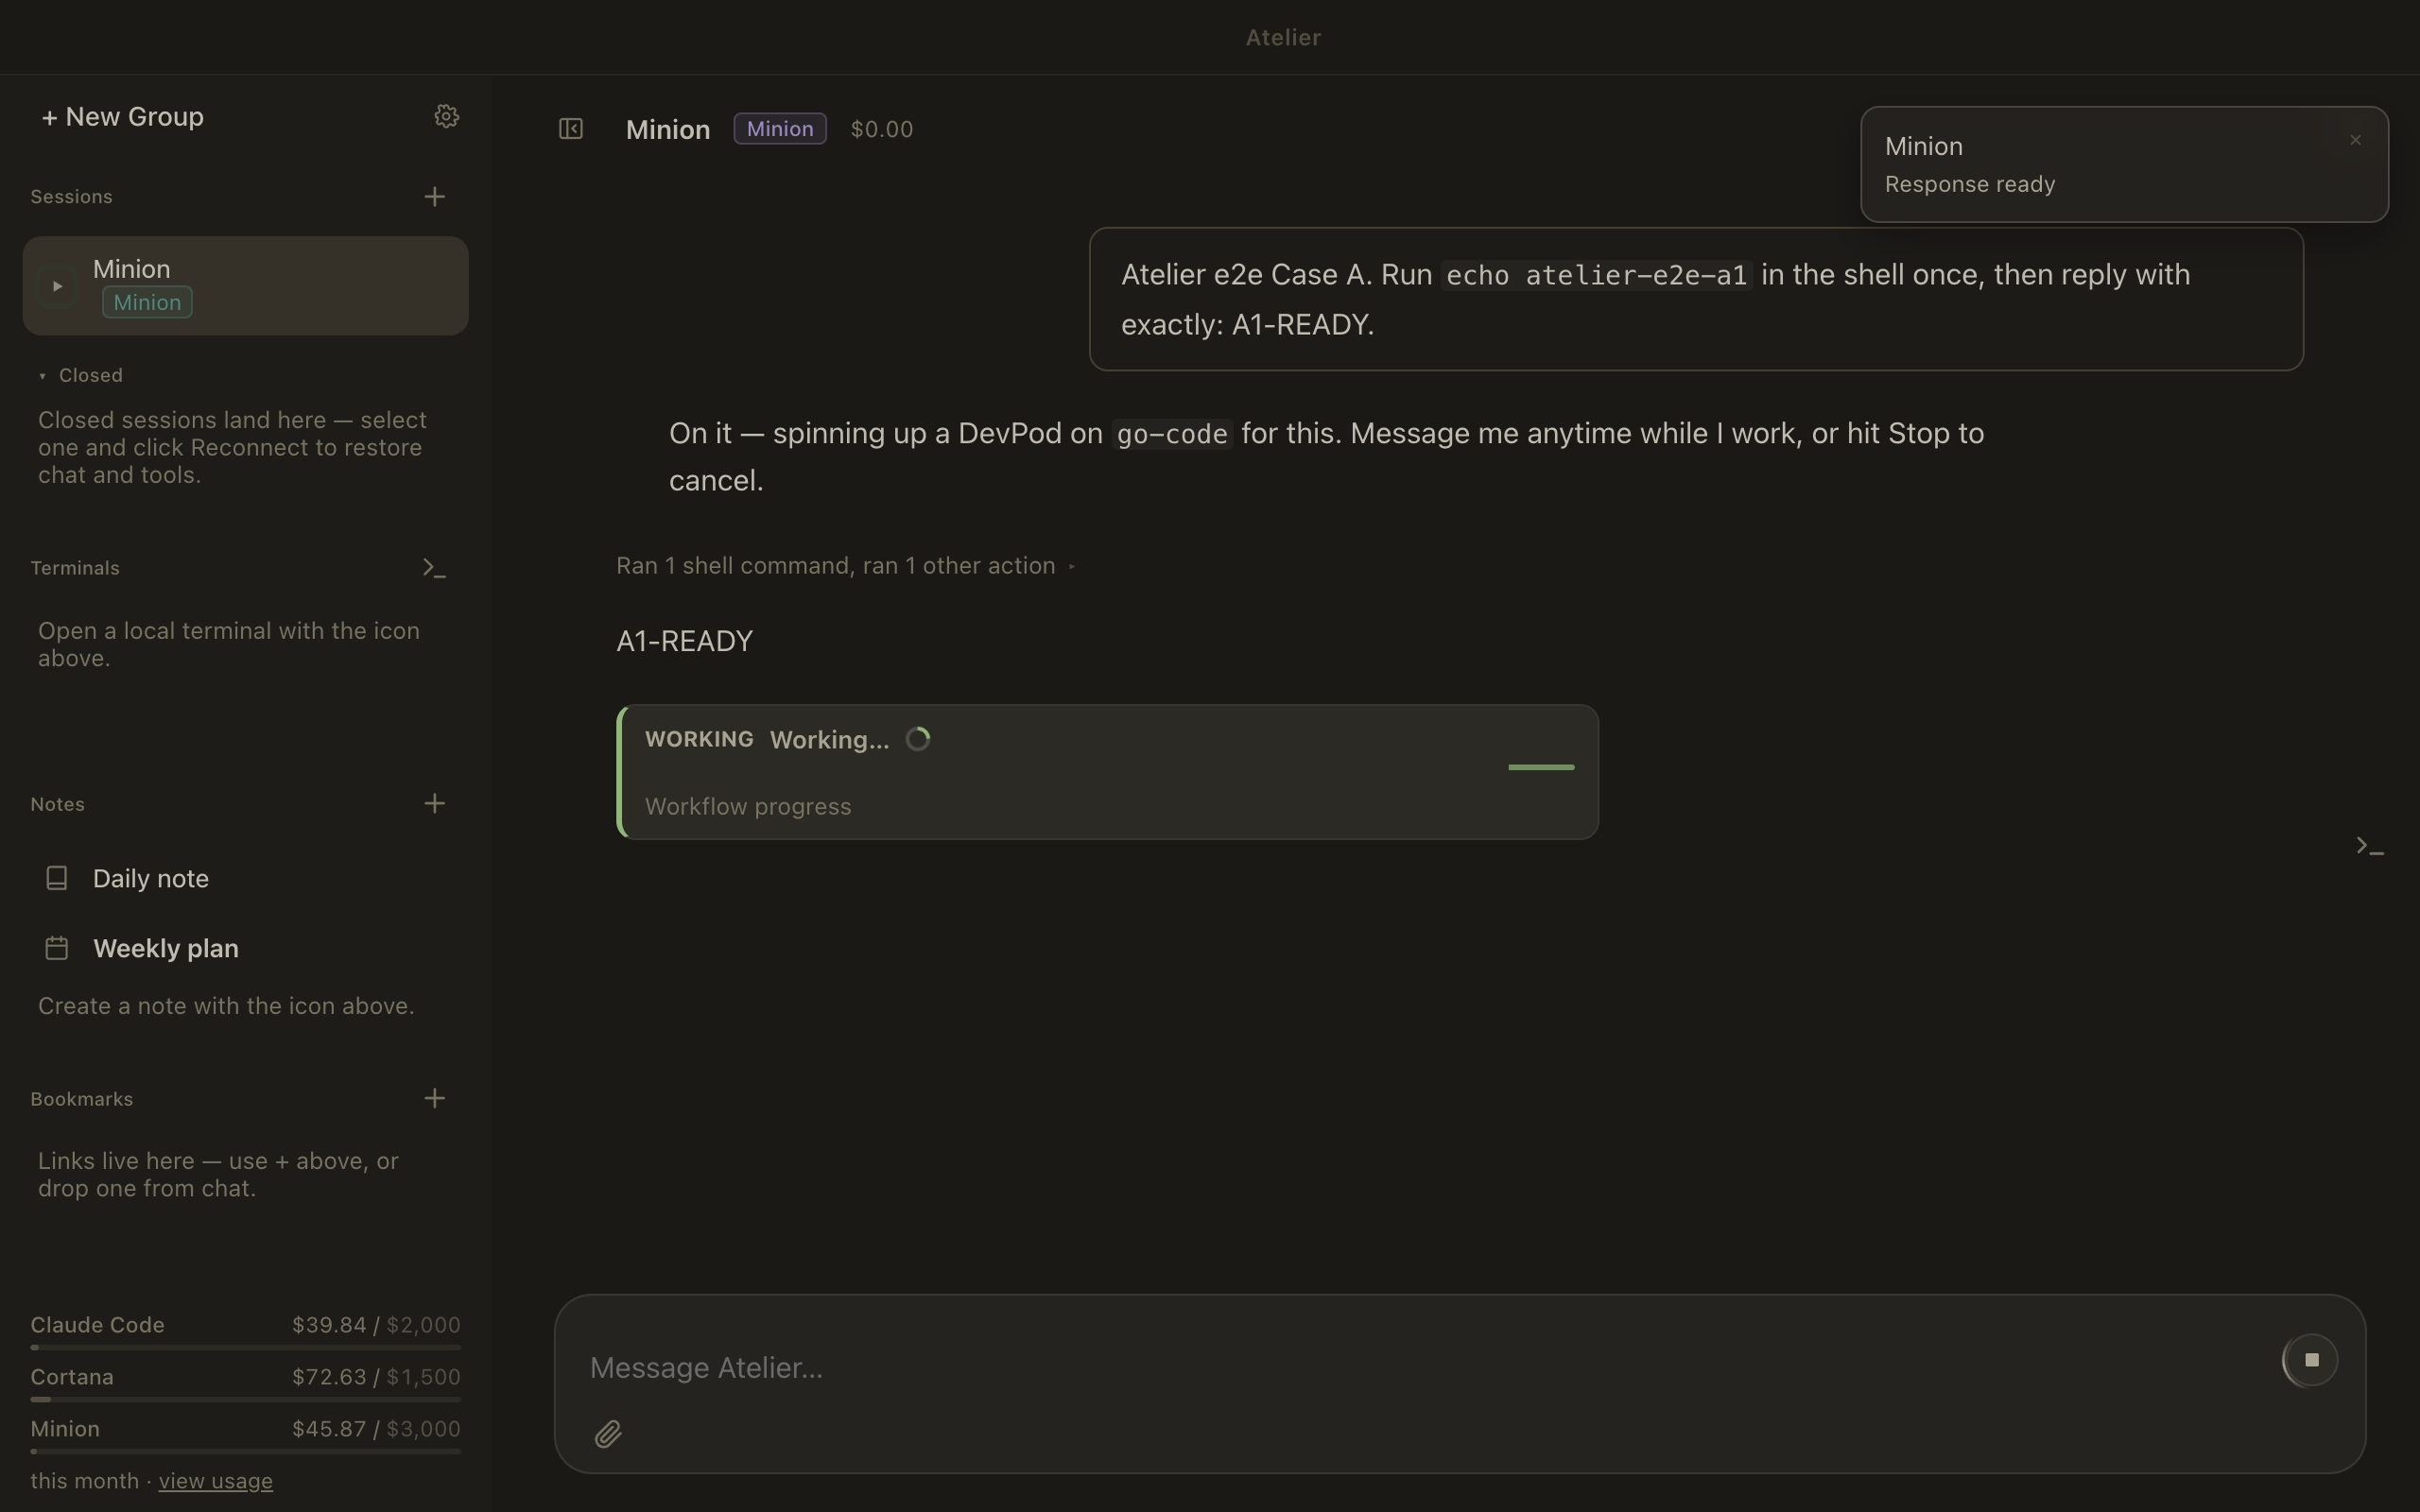 Atelier
+ New Group
Sessions
Minion
Minion
Closed
Closed sessions land here — select
one and click Reconnect to restore
chat and tools.
Terminals
Open a local terminal with the icon
above.
Notes
Daily note
Weekly plan
Create a note with the icon above.
Bookmarks
Links live here — use + above, or
drop one from chat.
Claude Code $39.84 / $2,000
Cortana $72.63 / $1,500
Minion $45.87 / $3,000
this month · view usage
Minion Minion $0.00
Minion
Response ready
Atelier e2e Case A. Run echo atelier-e2e-a1 in the shell once, then reply with
exactly: A1-READY.
On it — spinning up a DevPod on go-code for this. Message me anytime while I work, or hit Stop to
cancel.
Ran 1 shell command, ran 1 other action
A1-READY
WORKING Working...
Workflow progress
Message Atelier...